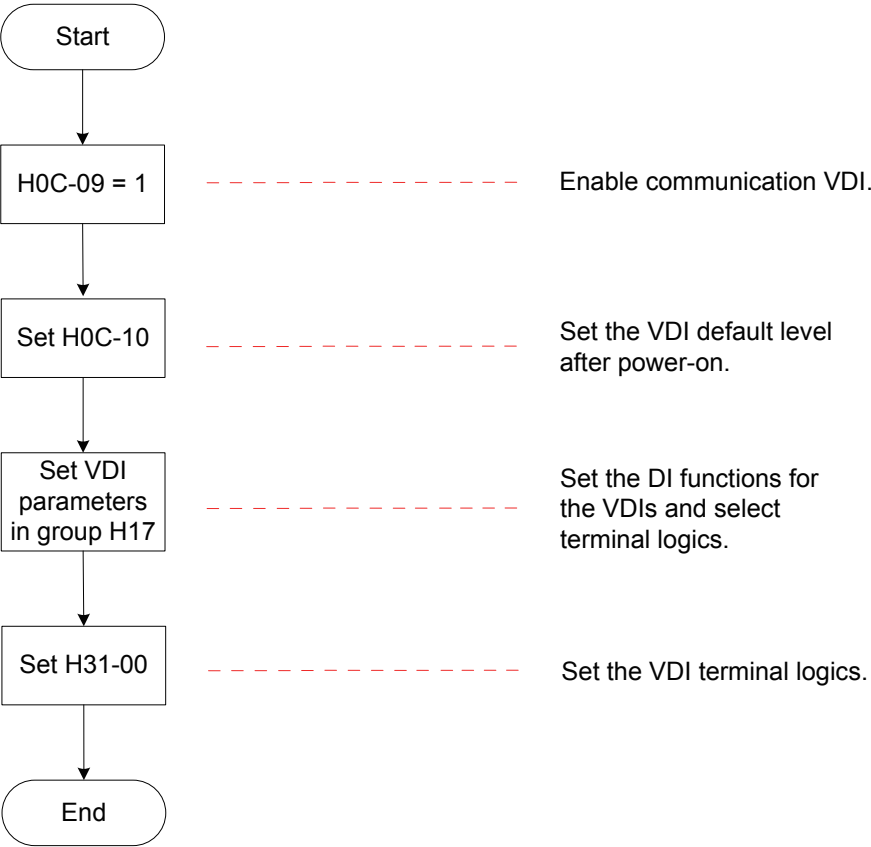 Start
H0C-09 = 1
Enable communication VDI.
Set H0C-10
Set the VDI default level
after power-on.
Set VDI
parameters
in group H17
Set the DI functions for
the VDIs and select
terminal logics.
Set H31-00
Set the VDI terminal logics.
End